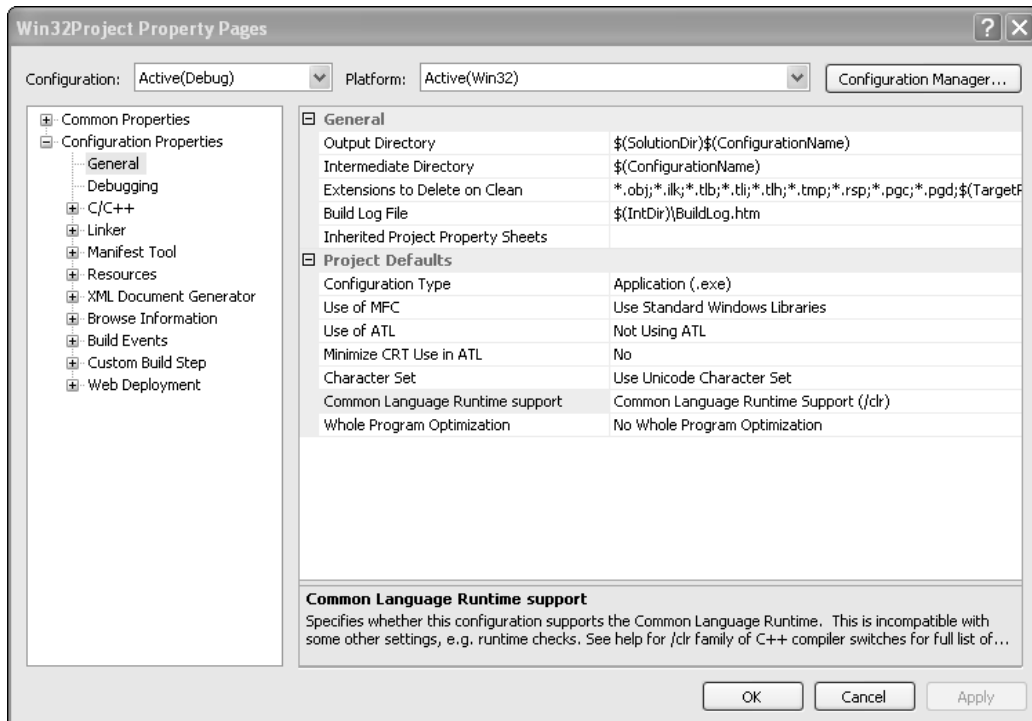 Win32Project Property Pages
Configuration: Active(Debug) Platform: Active(Win32) Configuration Manager...
Common Properties
Configuration Properties
General
Debugging
C/C++
Linker
Manifest Tool
Resources
XML Document Generator
Browse Information
Build Events
Custom Build Step
Web Deployment
General
Output Directory $(SolutionDir)$(ConfigurationName)
Intermediate Directory $(ConfigurationName)
Extensions to Delete on Clean *.obj;*.ilk;*.tlb;*.tli;*.tlh;*.tmp;*.rsp;*.pgc;*.pgd;$(TargetF
Build Log File $(IntDir)\BuildLog.htm
Inherited Project Property Sheets
Project Defaults
Configuration Type Application (.exe)
Use of MFC Use Standard Windows Libraries
Use of ATL Not Using ATL
Minimize CRT Use in ATL No
Character Set Use Unicode Character Set
Common Language Runtime support Common Language Runtime Support (/clr)
Whole Program Optimization No Whole Program Optimization
Common Language Runtime support
Specifies whether this configuration supports the Common Language Runtime. This is incompatible with
some other settings, e.g. runtime checks. See help for /clr family of C++ compiler switches for full list of...
OK Cancel Apply